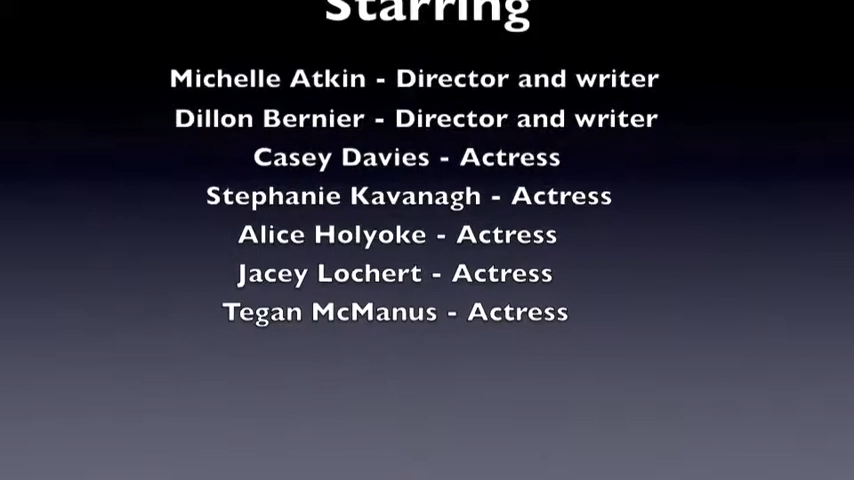 Starring
Michelle Atkin - Director and writer
Dillon Bernier - Director and writer
Casey Davies - Actress
Stephanie Kavanagh - Actress
Alice Holyoke - Actress
Jacey Lochert - Actress
Tegan McManus - Actress